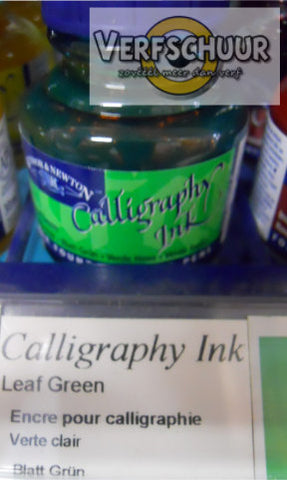 VERFSCHUUR
zoveel meer dan verf
& NEWTON
Calligraphy
Ink
Calligraphy Ink
Leaf Green
Encre pour calligraphie
Verte clair
Blatt Grün